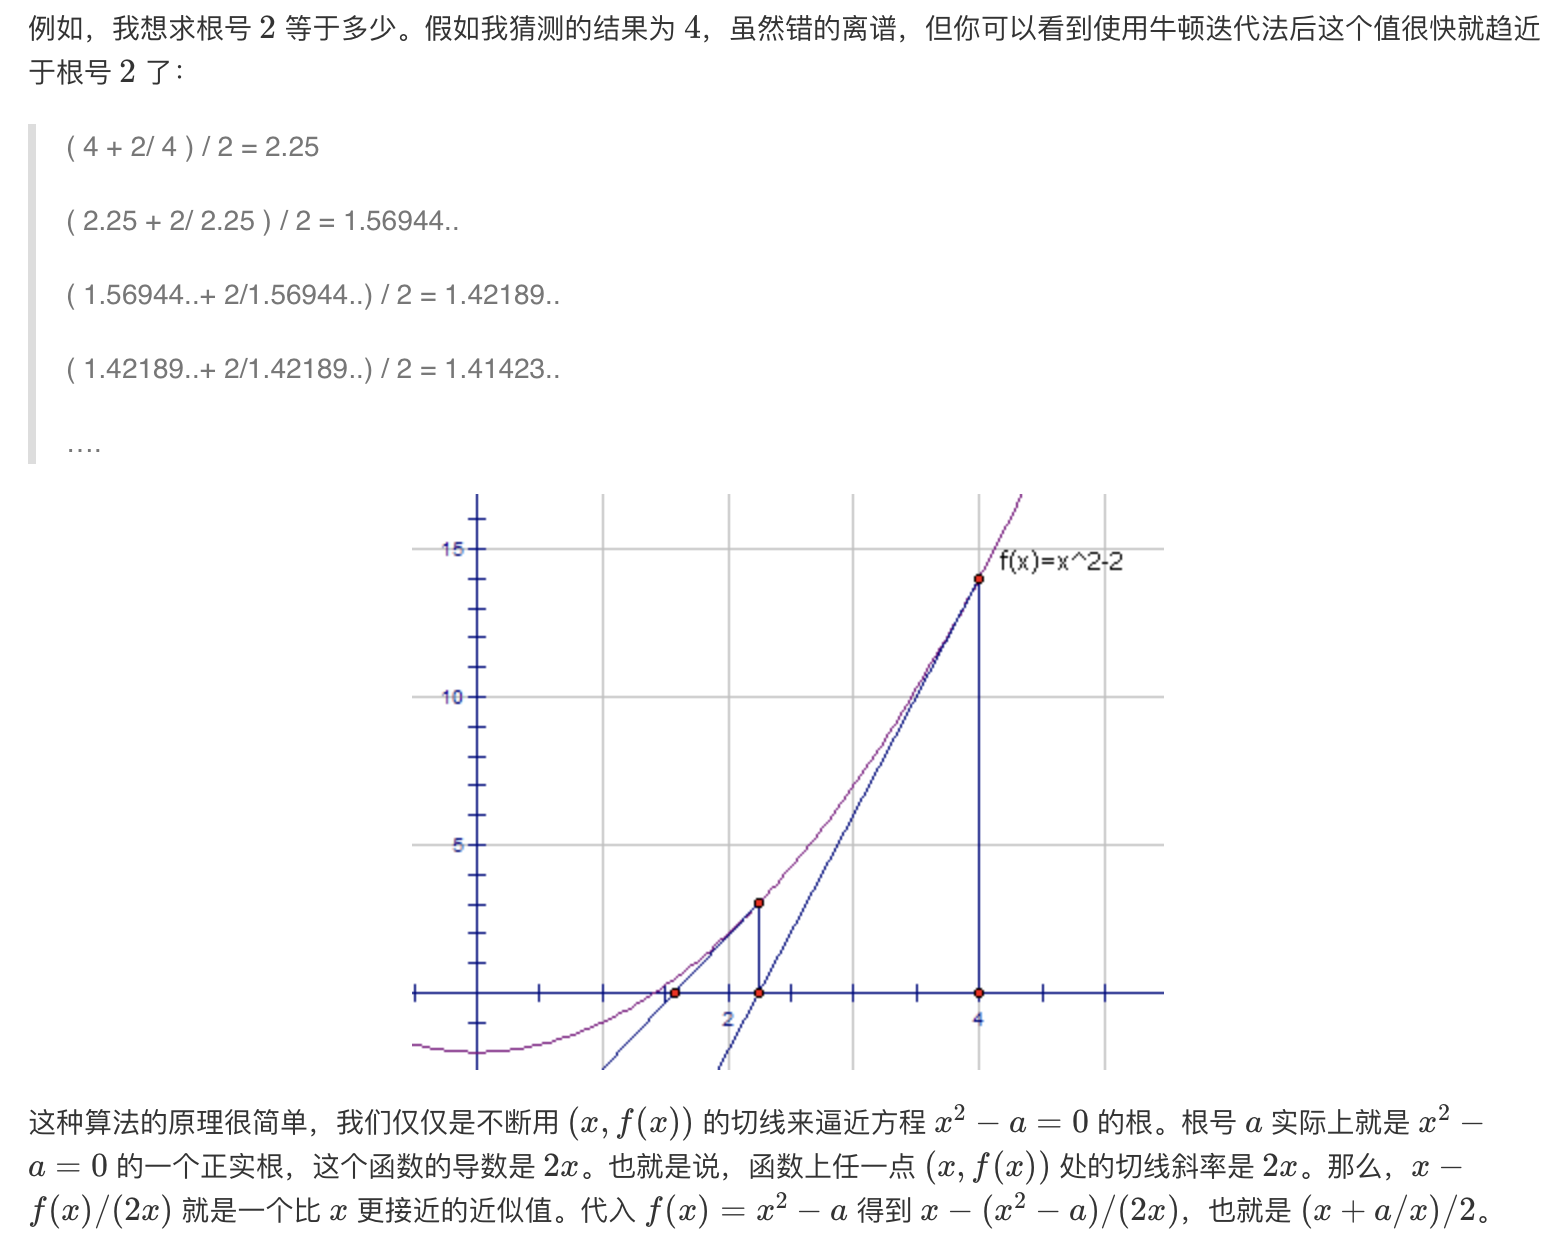 例如，我想求根号 2 等于多少。假如我猜测的结果为 4，虽然错的离谱，但你可以看到使用牛顿迭代法后这个值很快就趋近
于根号 2 了：
( 4 + 2/ 4 ) / 2 = 2.25
( 2.25 + 2/ 2.25 ) / 2 = 1.56944..
( 1.56944..+ 2/1.56944..) / 2 = 1.42189..
( 1.42189..+ 2/1.42189..) / 2 = 1.41423..
….
15
f(x)=x^2-2
10
5
2
4
这种算法的原理很简单，我们仅仅是不断用 (x, f(x)) 的切线来逼近方程 x² − a = 0 的根。根号 a 实际上就是 x² −
a = 0 的一个正实根，这个函数的导数是 2x。也就是说，函数上任一点 (x, f(x)) 处的切线斜率是 2x。那么，x −
f(x)/(2x) 就是一个比 x 更接近的近似值。代入 f(x) = x² − a 得到 x − (x² − a)/(2x)，也就是 (x + a/x)/2。